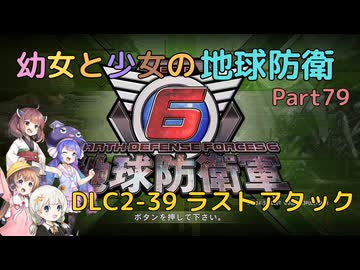 幼女と少女の地球防衛
Part79
6
EARTH DEFENSE FORCES 6
地球防衛軍
DLC2-39 ラストアタック
ボタンを押して下さい。